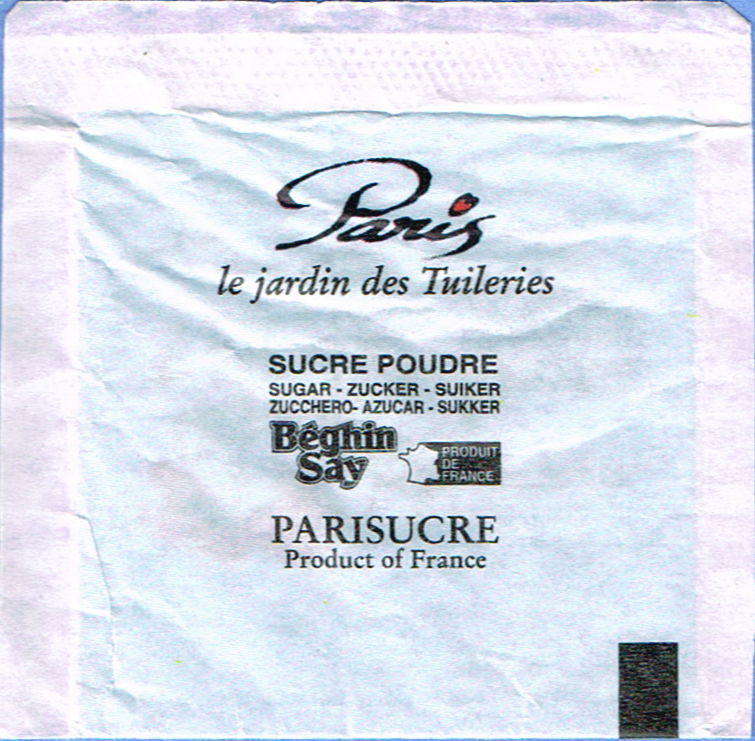 Paris
le jardin des Tuileries
SUCRE POUDRE
SUGAR - ZUCKER - SUIKER
ZUCCHERO- AZUCAR - SUKKER
Béghin
Say
PRODUIT
DE
FRANCE
PARISUCRE
Product of France